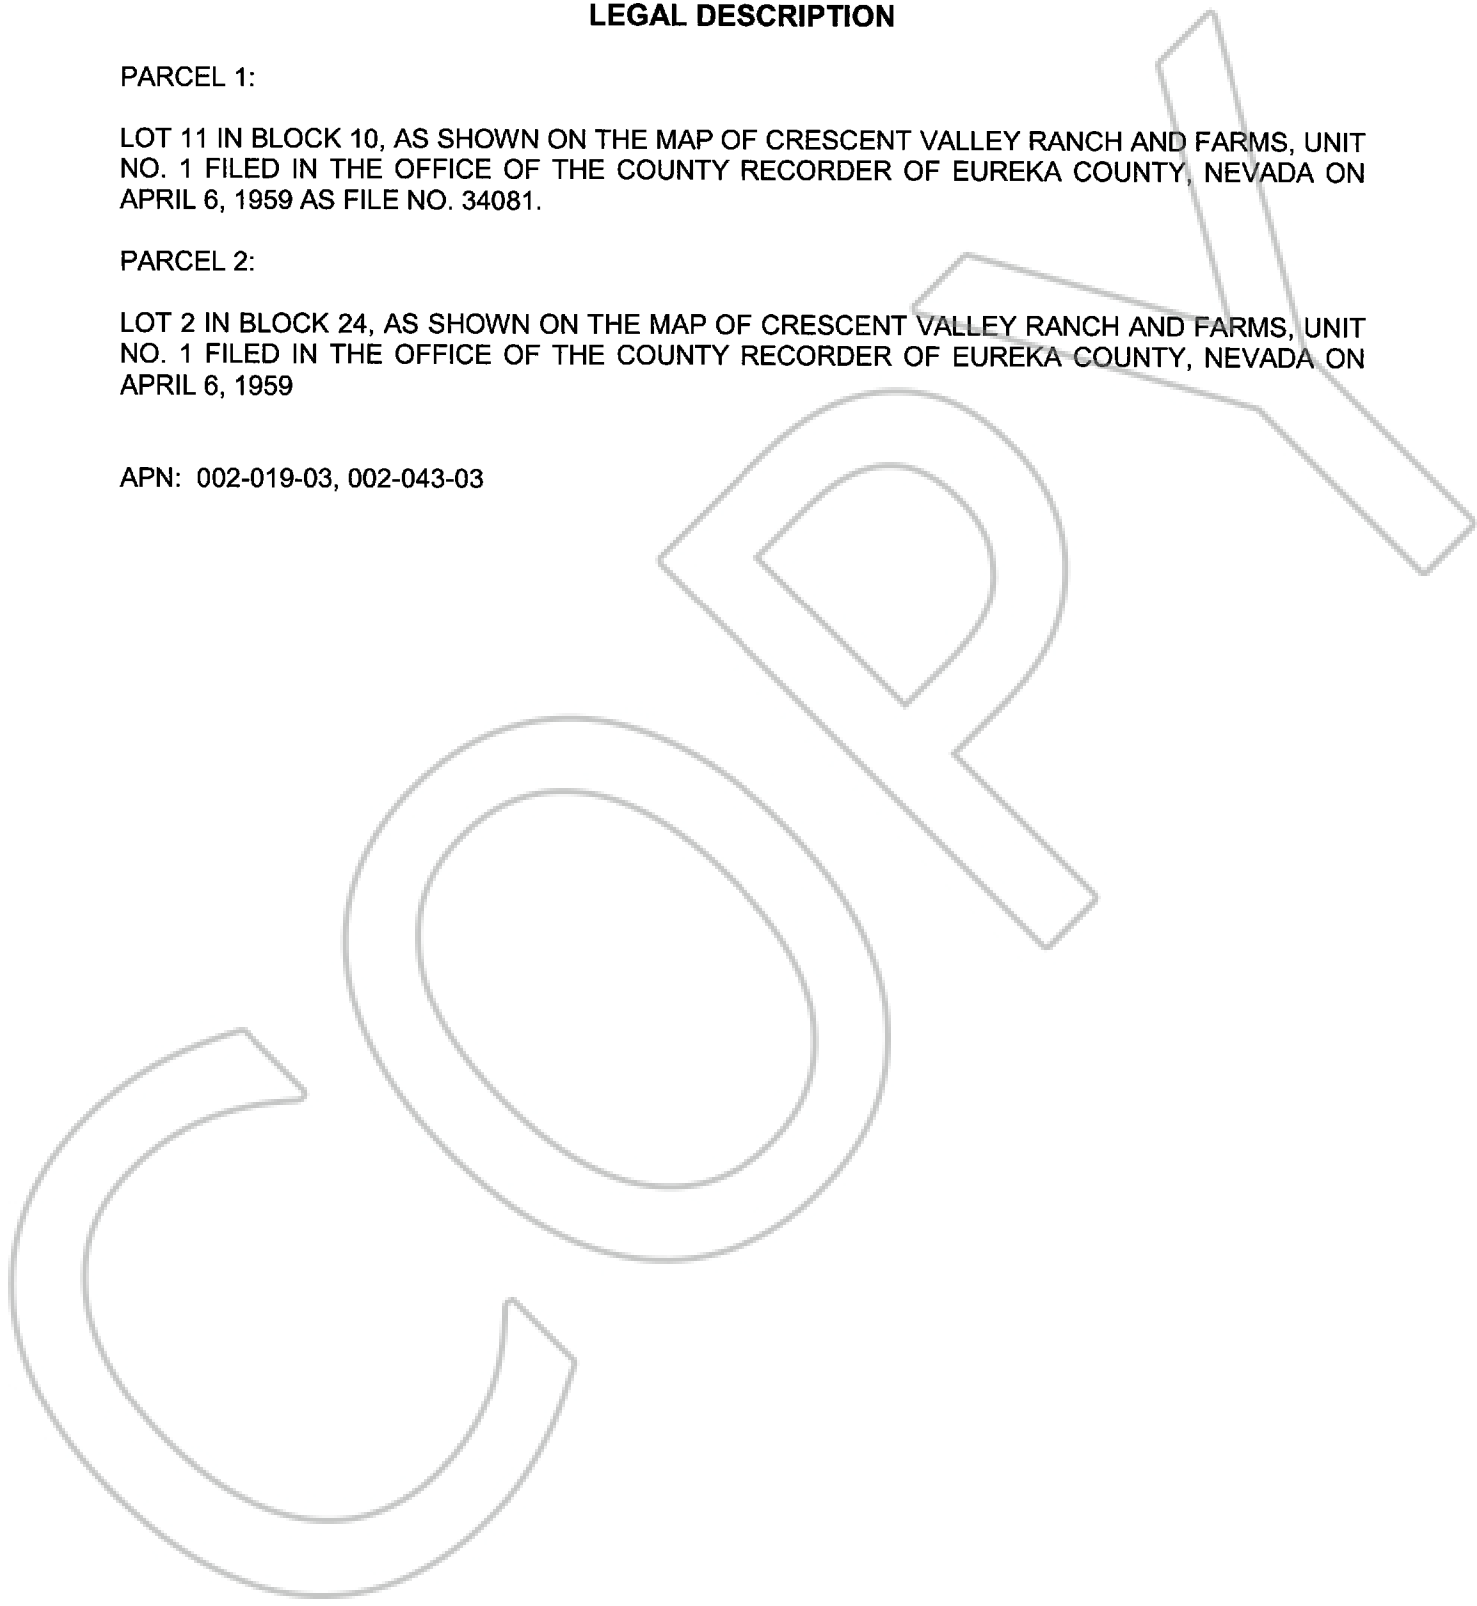 LEGAL DESCRIPTION
PARCEL 1:
LOT 11 IN BLOCK 10, AS SHOWN ON THE MAP OF CRESCENT VALLEY RANCH AND FARMS, UNIT
NO. 1 FILED IN THE OFFICE OF THE COUNTY RECORDER OF EUREKA COUNTY, NEVADA ON
APRIL 6, 1959 AS FILE NO. 34081.
PARCEL 2:
LOT 2 IN BLOCK 24, AS SHOWN ON THE MAP OF CRESCENT VALLEY RANCH AND FARMS, UNIT
NO. 1 FILED IN THE OFFICE OF THE COUNTY RECORDER OF EUREKA COUNTY, NEVADA ON
APRIL 6, 1959
APN: 002-019-03, 002-043-03
COPY